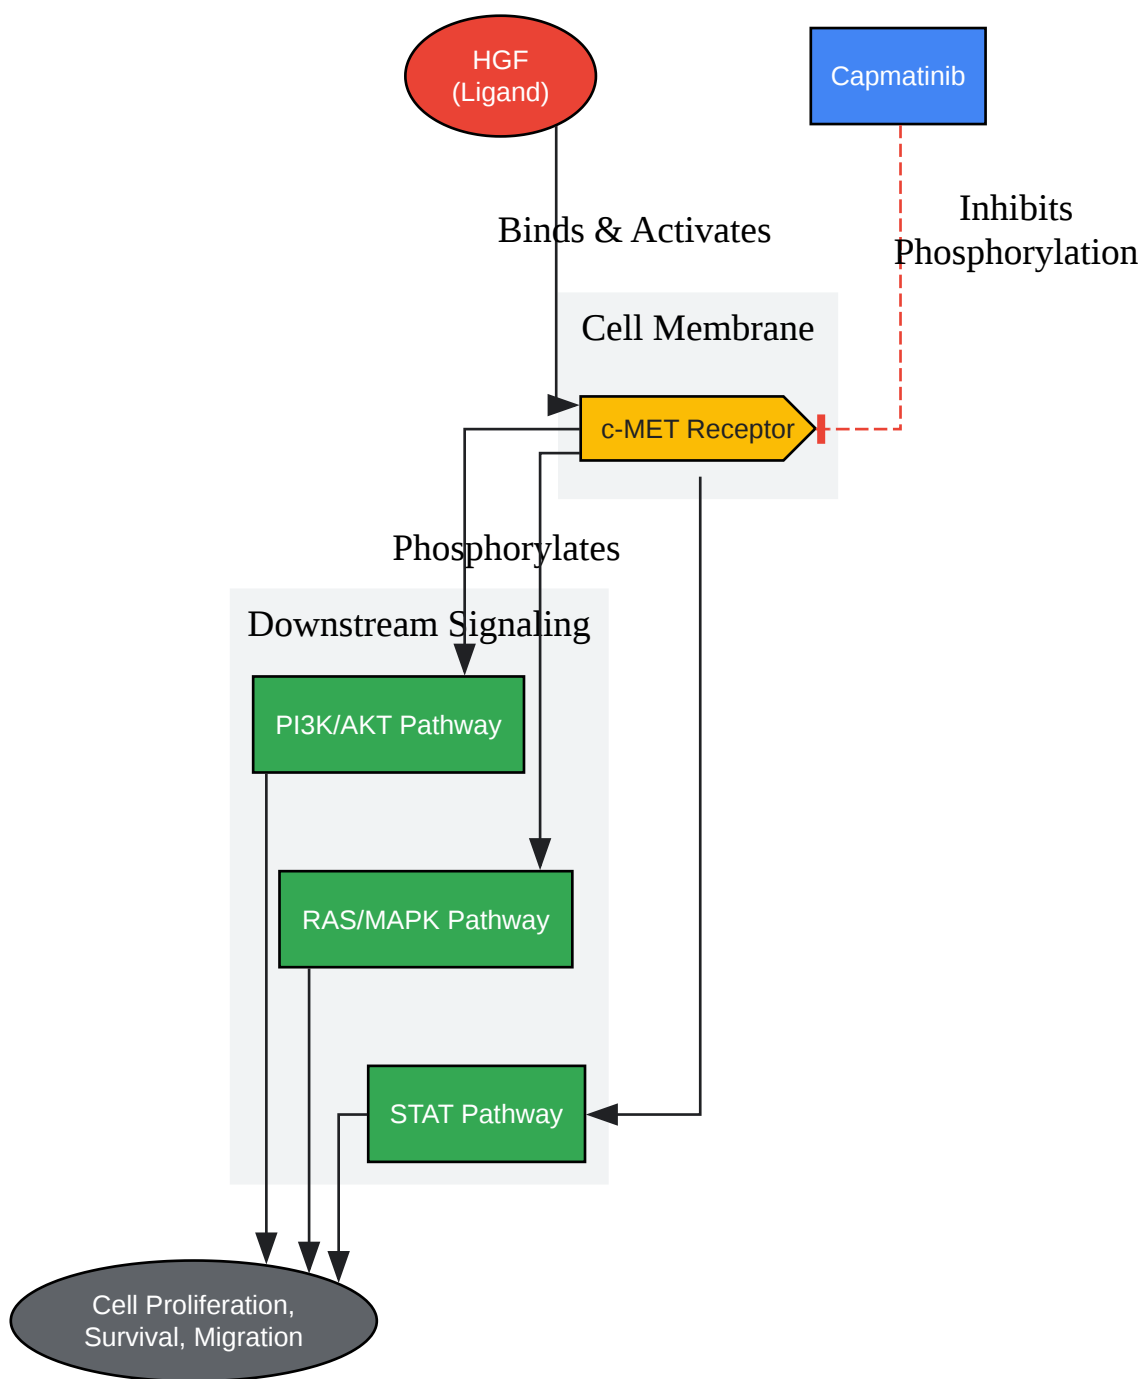 HGF
(Ligand)
Capmatinib
Binds & Activates
Inhibits
Phosphorylation
Cell Membrane
c-MET Receptor
Phosphorylates
Downstream Signaling
PI3K/AKT Pathway
RAS/MAPK Pathway
STAT Pathway
Cell Proliferation,
Survival, Migration